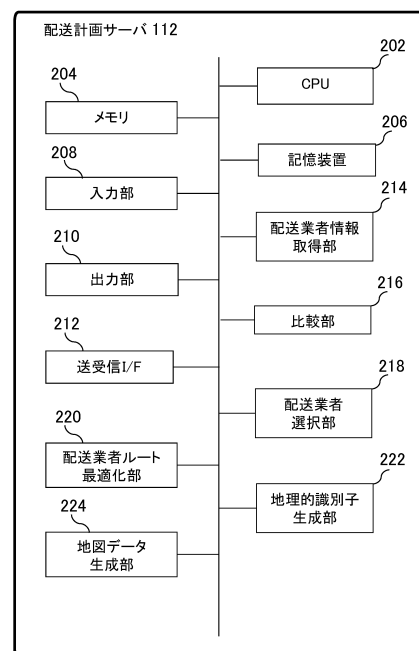 配送計画サーバ 112
202
CPU
204
メモリ
206
記憶装置
208
入力部
214
配送業者情報
取得部
210
出力部
216
比較部
212
送受信I/F
218
配送業者
選択部
220
配送業者ルート
最適化部
222
地理的識別子
生成部
224
地図データ
生成部